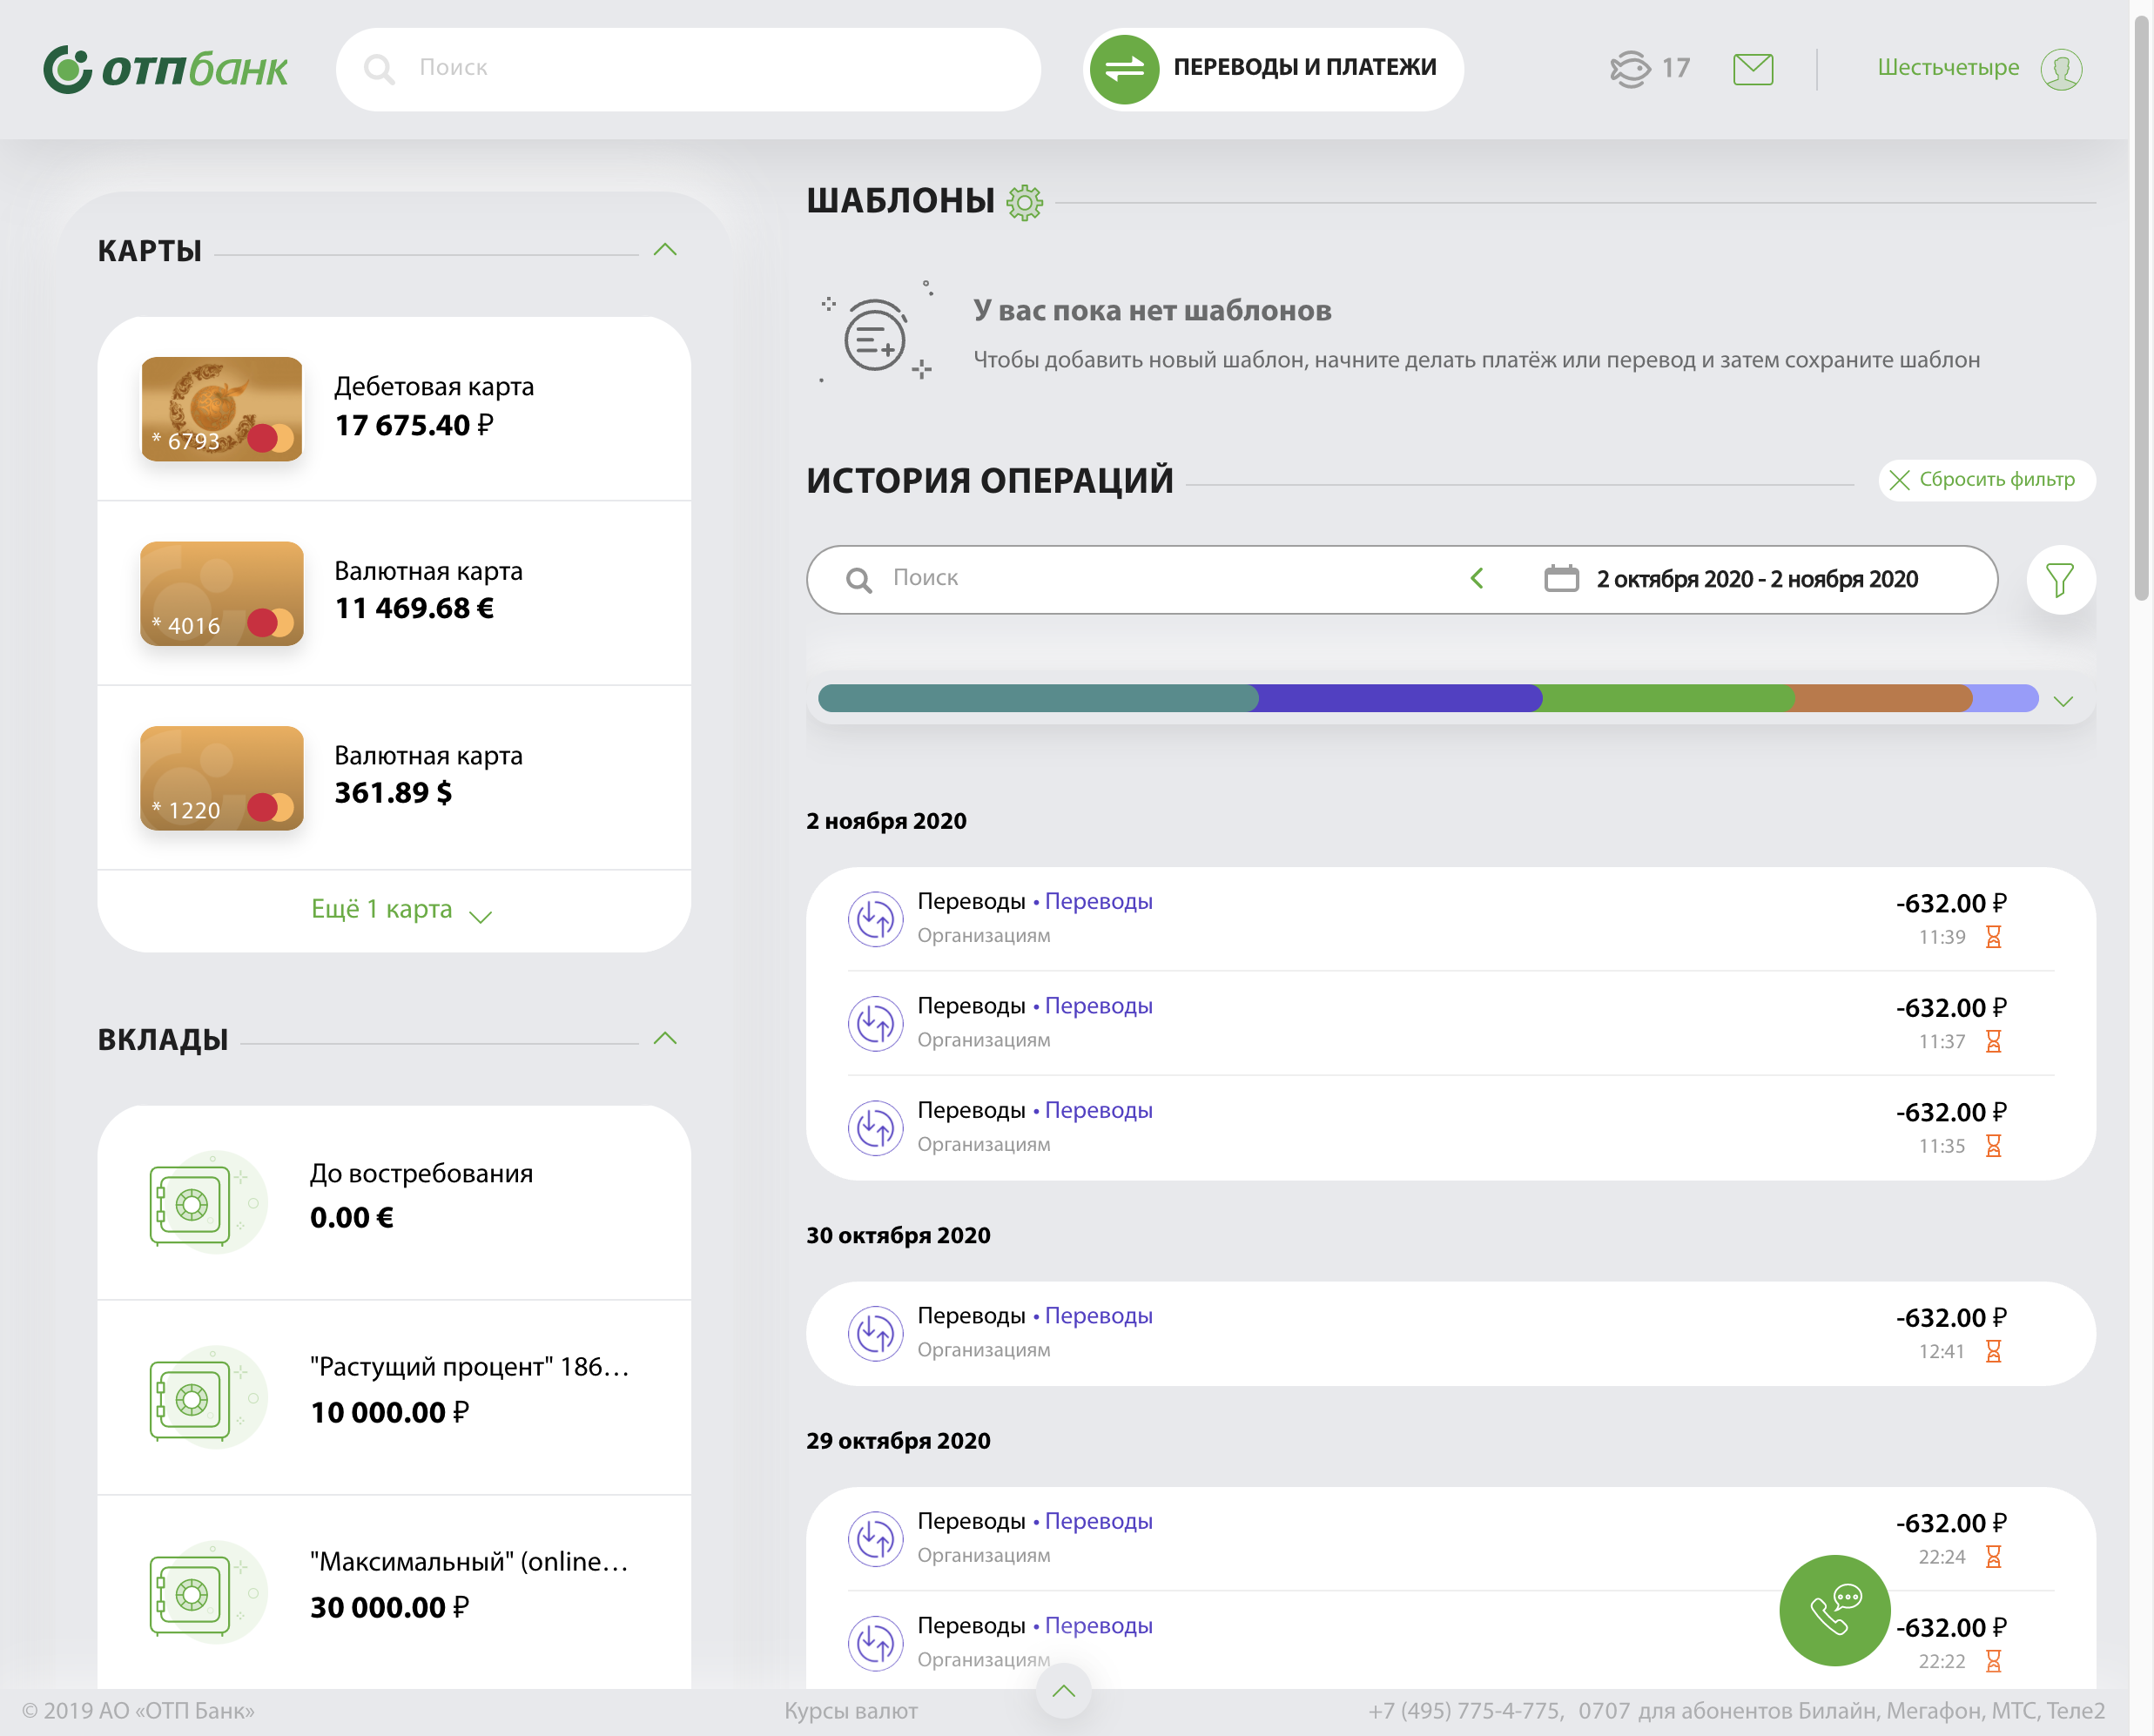 ОТПбанк
Поиск
ПЕРЕВОДЫ И ПЛАТЕЖИ
17
Шестьчетыре
КАРТЫ
* 6793
Дебетовая карта
17 675.40 ₽
* 4016
Валютная карта
11 469.68 €
* 1220
Валютная карта
361.89 $
Ещё 1 карта
ВКЛАДЫ
До востребования
0.00 €
"Растущий процент" 186...
10 000.00 ₽
"Максимальный" (online...
30 000.00 ₽
ШАБЛОНЫ
У вас пока нет шаблонов
Чтобы добавить новый шаблон, начните делать платёж или перевод и затем сохраните шаблон
ИСТОРИЯ ОПЕРАЦИЙ
Сбросить фильтр
Поиск
2 октября 2020 - 2 ноября 2020
2 ноября 2020
Переводы • Переводы
-632.00 ₽
Организациям
11:39
Переводы • Переводы
-632.00 ₽
Организациям
11:37
Переводы • Переводы
-632.00 ₽
Организациям
11:35
30 октября 2020
Переводы • Переводы
-632.00 ₽
Организациям
12:41
29 октября 2020
Переводы • Переводы
-632.00 ₽
Организациям
22:24
Переводы • Переводы
-632.00 ₽
Организациям
22:22
© 2019 АО «ОТП Банк»
Курсы валют
+7 (495) 775-4-775, 0707 для абонентов Билайн, Мегафон, МТС, Теле2